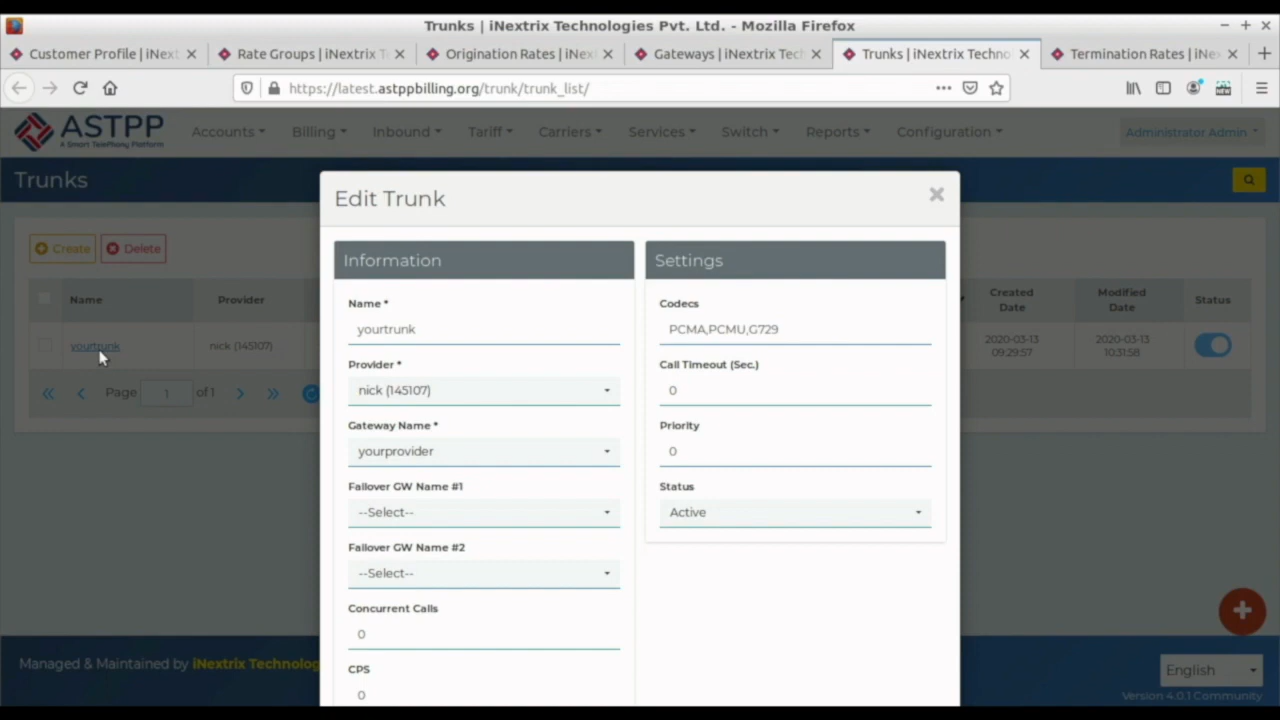 Trunks | iNextrix Technologies Pvt. Ltd. - Mozilla Firefox
Customer Profile | iNext
Rate Groups | iNextrix T
Origination Rates | iNex
Gateways | iNextrix Tech
Trunks | iNextrix Techno
Termination Rates | iNe
https://latest.astppbilling.org/trunk/trunk_list/
ASTPP
A Smart TelePhony Platform
Accounts
Billing
Inbound
Tariff
Carriers
Services
Switch
Reports
Configuration
Administrator Admin
Trunks
Edit Trunk
Create
Delete
Name
Provider
Created Date
Modified Date
Status
yourtrunk
nick (145107)
2020-03-13 09:29:57
2020-03-13 10:31:58
Page
1
of 1
Information
Name *
yourtrunk
Provider *
nick (145107)
Gateway Name *
yourprovider
Failover GW Name #1
--Select--
Failover GW Name #2
--Select--
Concurrent Calls
0
CPS
0
Settings
Codecs
PCMA,PCMU,G729
Call Timeout (Sec.)
0
Priority
0
Status
Active
Managed & Maintained by iNextrix Technolog
English
Version 4.0.1 Community